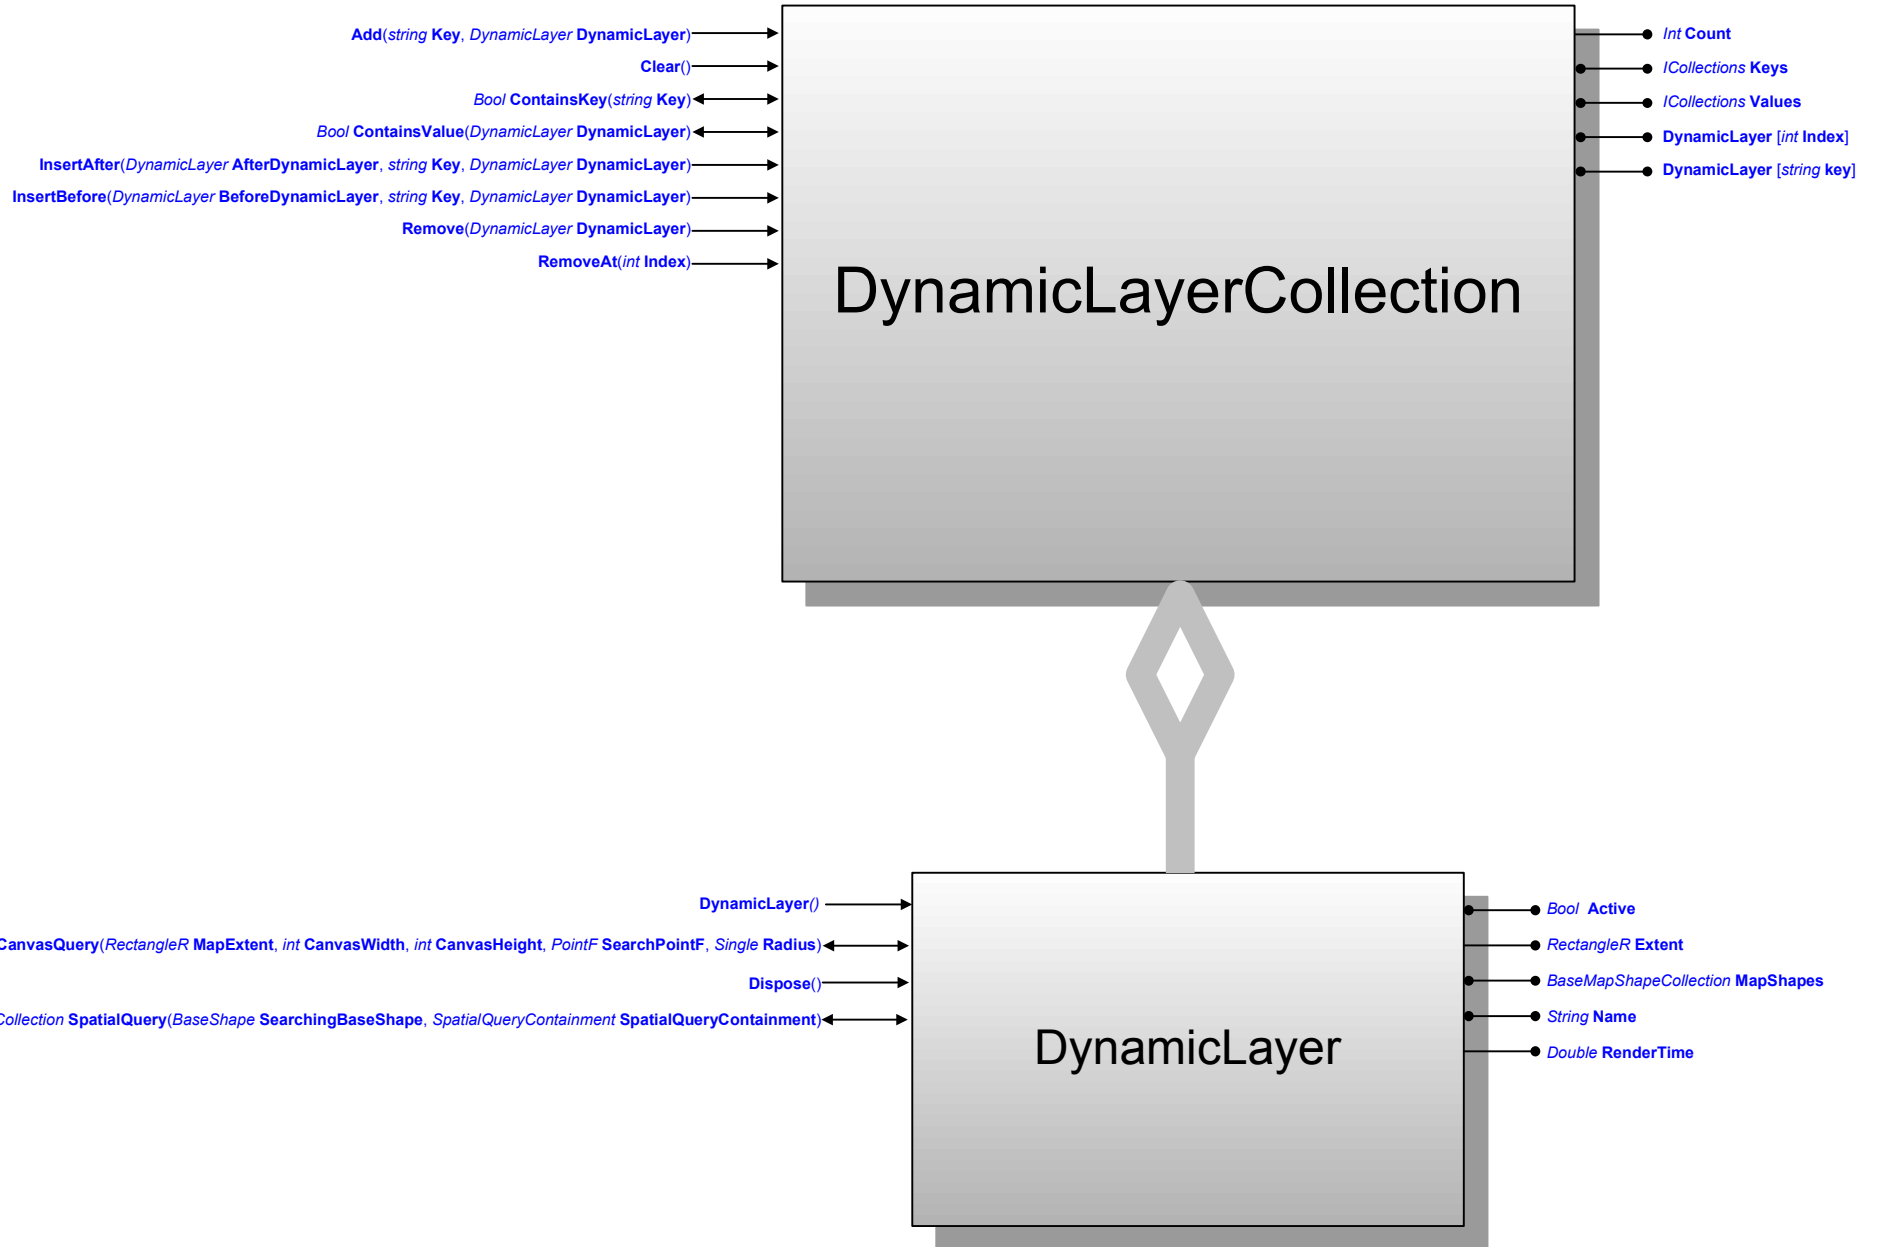 Add(string Key, DynamicLayer DynamicLayer)
Clear()
Bool ContainsKey(string Key)
Bool ContainsValue(DynamicLayer DynamicLayer)
InsertAfter(DynamicLayer AfterDynamicLayer, string Key, DynamicLayer DynamicLayer)
InsertBefore(DynamicLayer BeforeDynamicLayer, string Key, DynamicLayer DynamicLayer)
Remove(DynamicLayer DynamicLayer)
RemoveAt(int Index)
DynamicLayerCollection
Int Count
ICollections Keys
ICollections Values
DynamicLayer [int Index]
DynamicLayer [string key]
DynamicLayer()
CanvasQuery(RectangleR MapExtent, int CanvasWidth, int CanvasHeight, PointF SearchPointF, Single Radius)
Dispose()
Collection SpatialQuery(BaseShape SearchingBaseShape, SpatialQueryContainment SpatialQueryContainment)
DynamicLayer
Bool Active
RectangleR Extent
BaseMapShapeCollection MapShapes
String Name
Double RenderTime